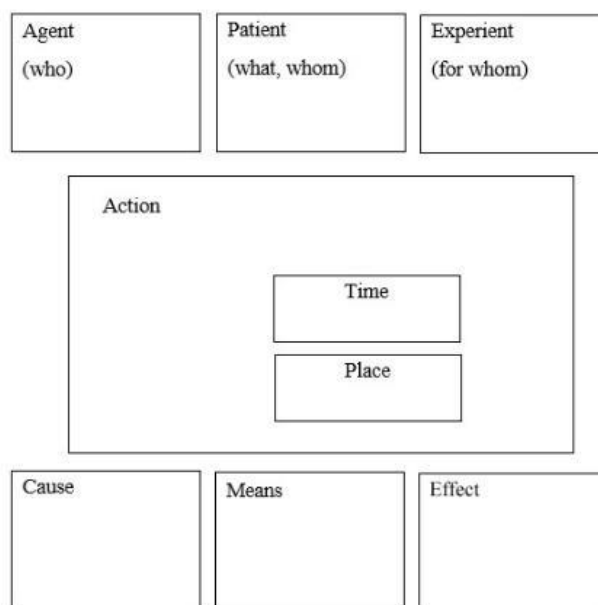 Agent
(who)
Patient
(what, whom)
Experient
(for whom)
Action
Time
Place
Cause
Means
Effect